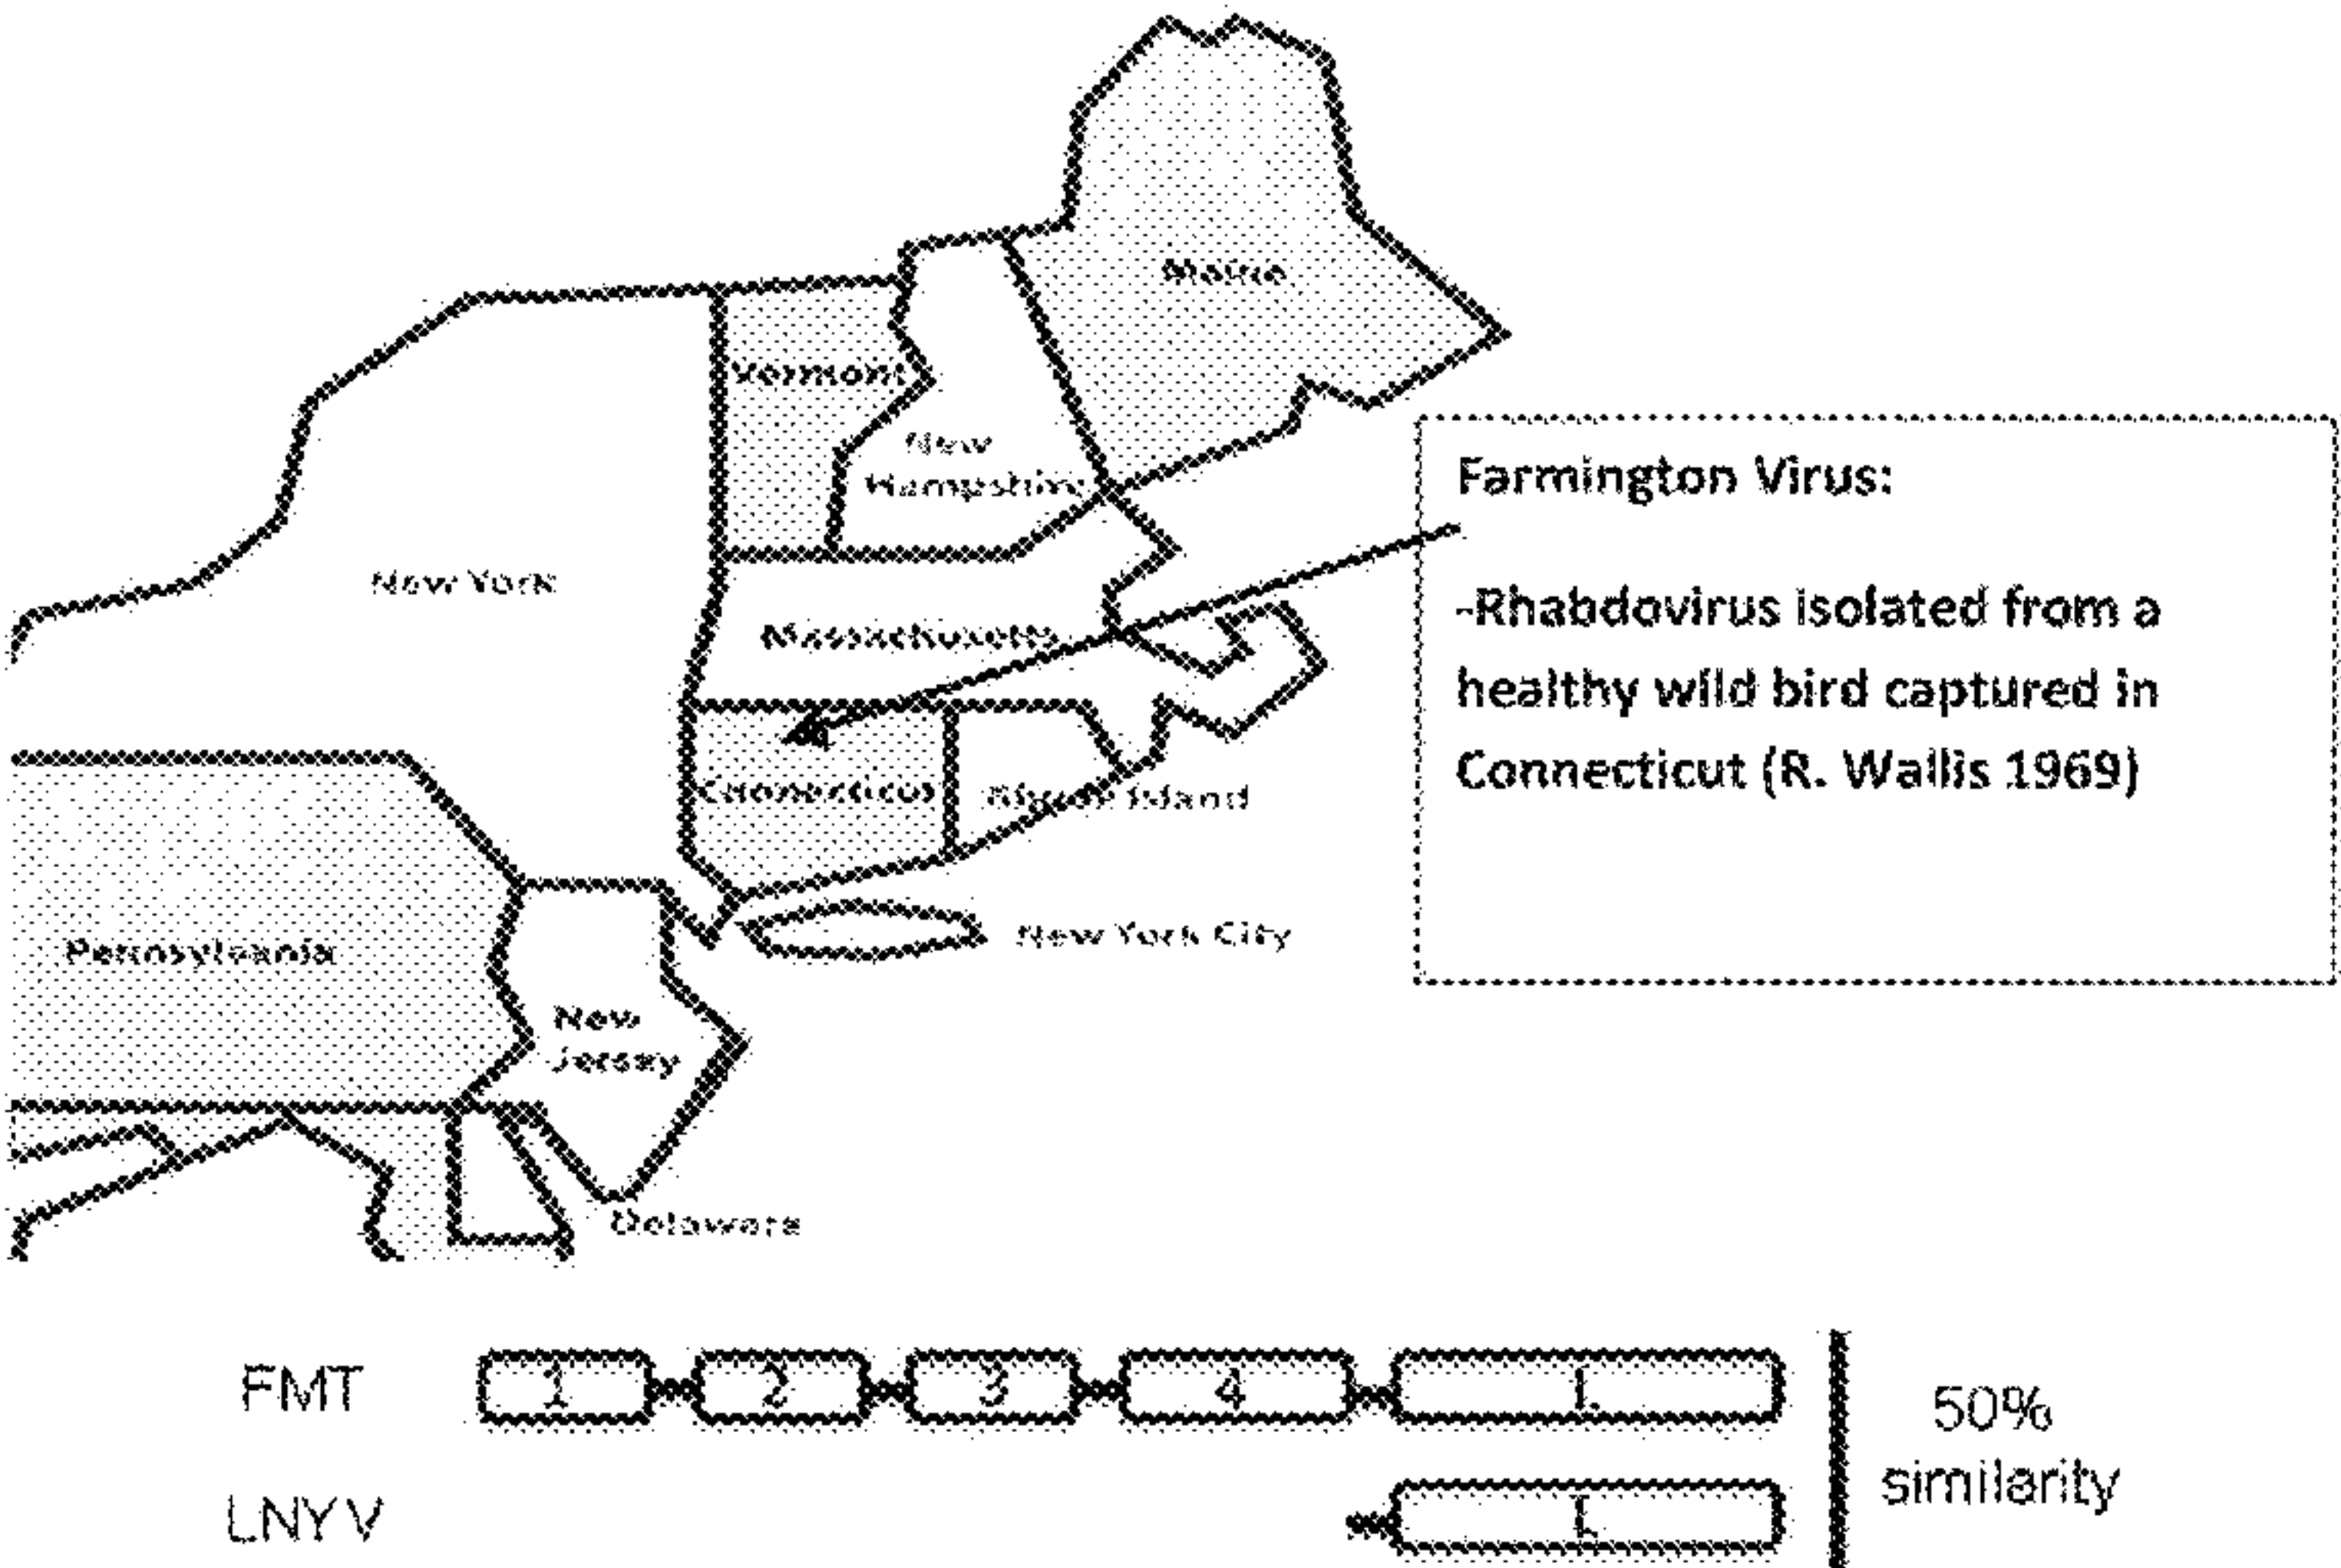 Maine
Vermont
New
Hampshire
Farmington Virus:
New York
-Rhabdovirus isolated from a
Massachusetts
healthy wild bird captured in
Connecticut (R. Wallis 1969)
Connecticut
Rhode Island
New York City
Pennsylvania
New
Jersey
Delaware
FMT 1 2 3 4 L
50%
similarity
LNYV L